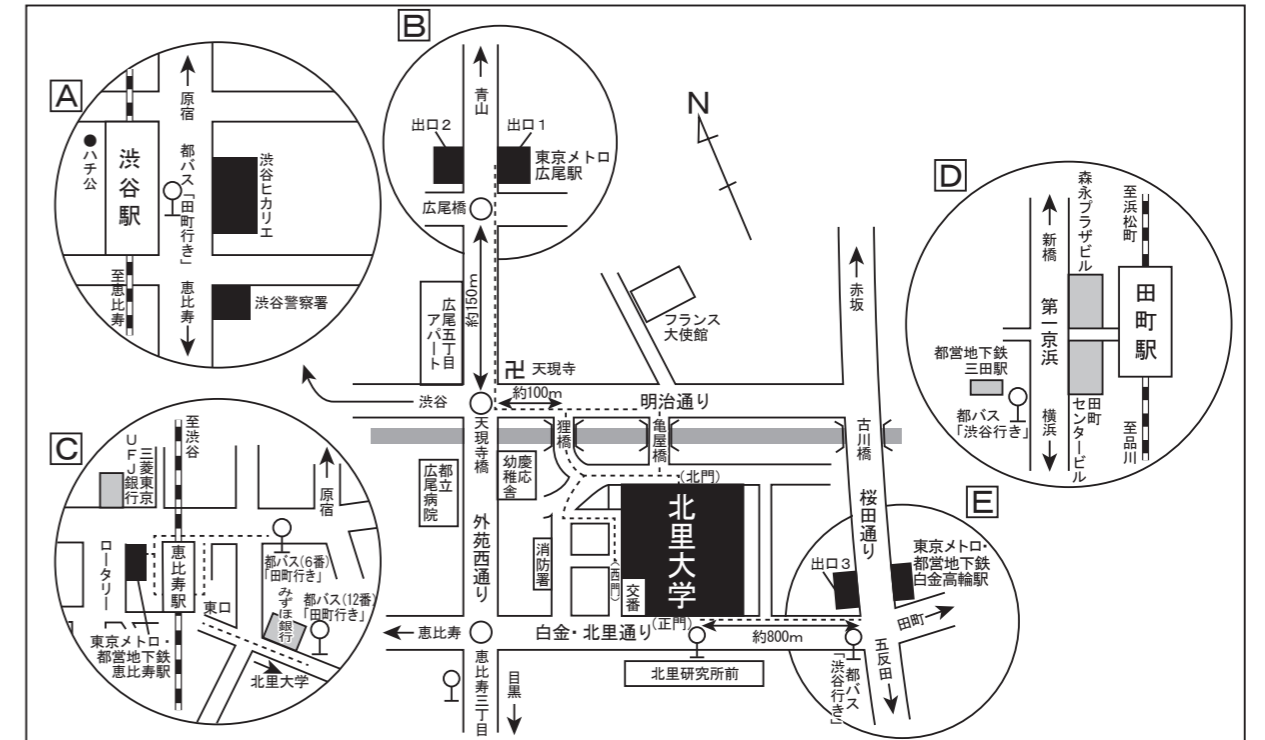 A
原宿
ハチ公
渋谷駅
都バス「田町行き」
渋谷ヒカリエ
至恵比寿
恵比寿
渋谷警察署
B
青山
出口2
出口1
東京メトロ
広尾駅
広尾橋
約150m
広尾五丁目
アパート
N
フランス
大使館
赤坂
D
森永プラザビル
至浜松町
新橋
第一京浜
田町駅
都営地下鉄
三田駅
都バス
「渋谷行き」
横浜
田町
センタービル
至品川
卍 天現寺
約100m
渋谷
明治通り
天現寺橋
狸橋
亀屋橋
古川橋
都立
広尾病院
慶応
幼稚舎
(北門)
北里大学
外苑西通り
消防署
(西門)
交番
桜田通り
C
至渋谷
三菱東京
UFJ銀行
原宿
ロータリー
恵比寿駅
都バス(6番)
「田町行き」
東口
みずほ銀行
都バス(12番)
「田町行き」
東京メトロ・
都営地下鉄
恵比寿駅
北里大学
恵比寿
白金・北里通り
(正門)
約800m
北里研究所前
恵比寿三丁目
目黒
E
出口3
東京メトロ・
都営地下鉄
白金高輪駅
田町
五反田
都バス
「渋谷行き」